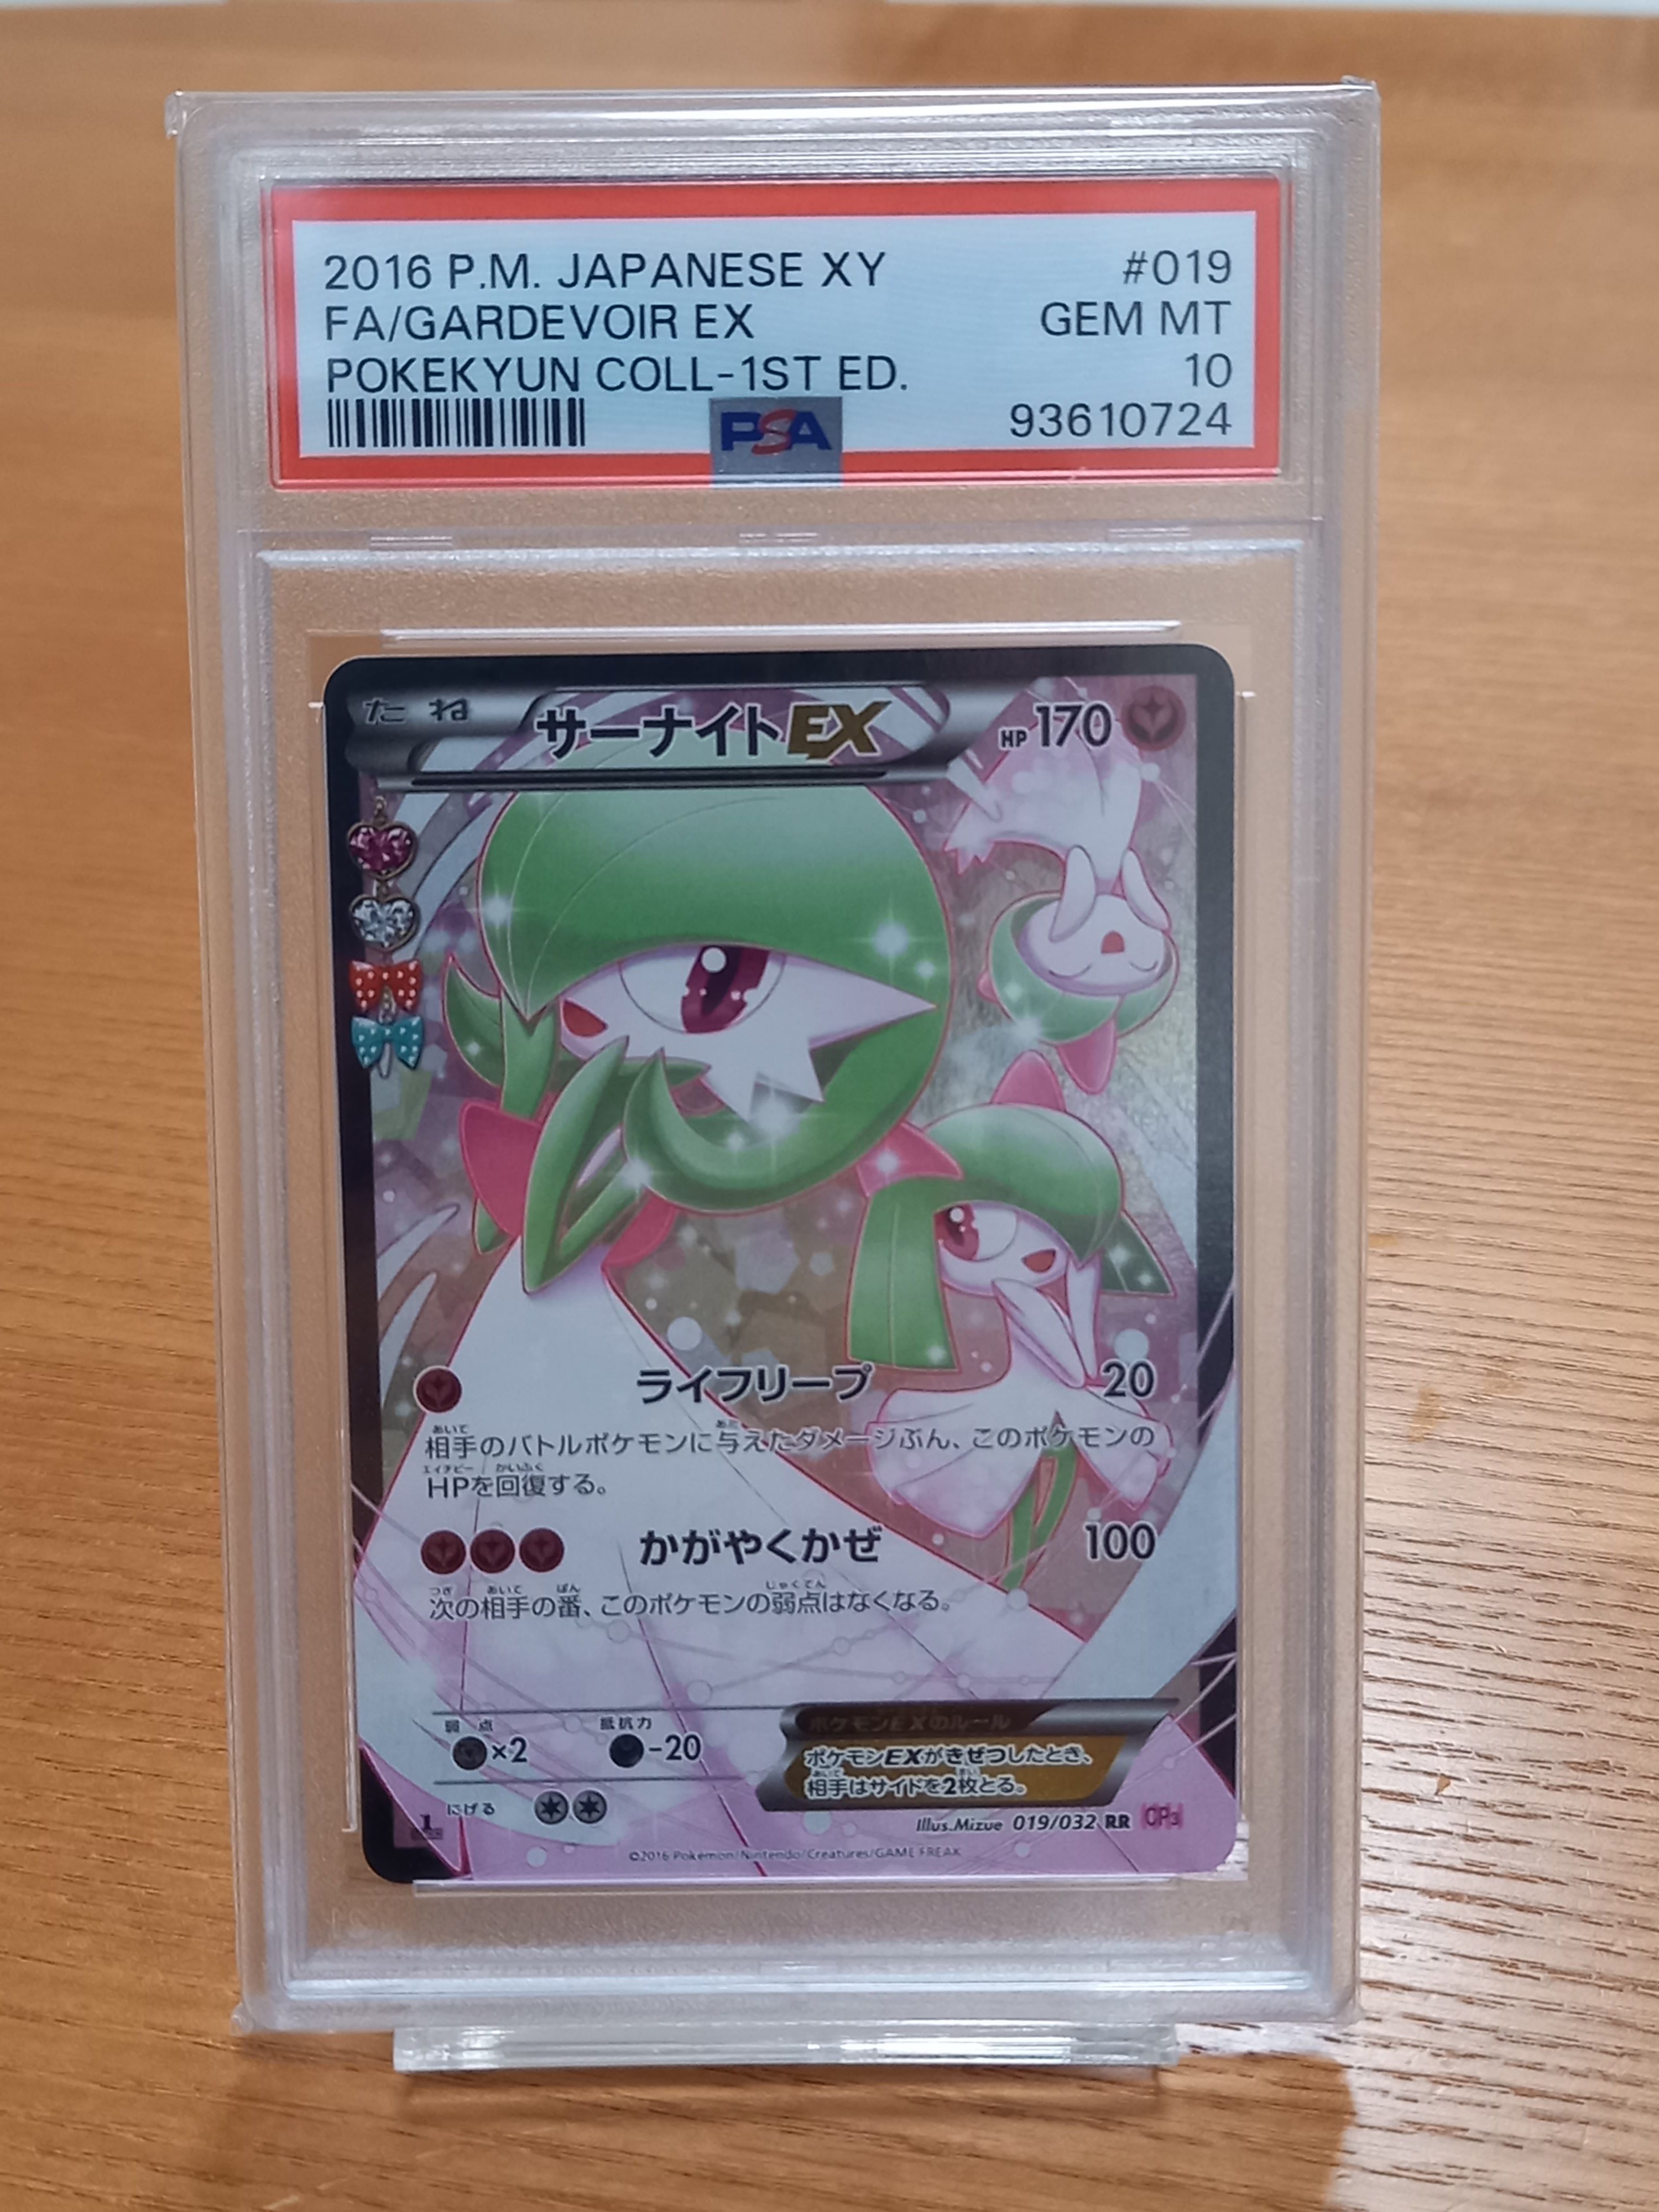 2016 P.M. JAPANESE XY #019
FA/GARDEVOIR EX GEM MT
POKEKYUN COLL-1ST ED. 10
PSA 93610724
たね サーナイトEX HP170
ライフリープ 20
相手のバトルポケモンに与えたダメージぶん、このポケモンの
HPを回復する。
かがやくかぜ 100
次の相手の番、このポケモンの弱点はなくなる。
弱点 抵抗力 ポケモンEXのルール
×2 -20 ポケモンEXがきぜつしたとき、
相手はサイドを2枚とる。
にげる
Illus.Mizue 019/032 RR CP3
©2016 Pokémon/Nintendo/Creatures/GAME FREAK